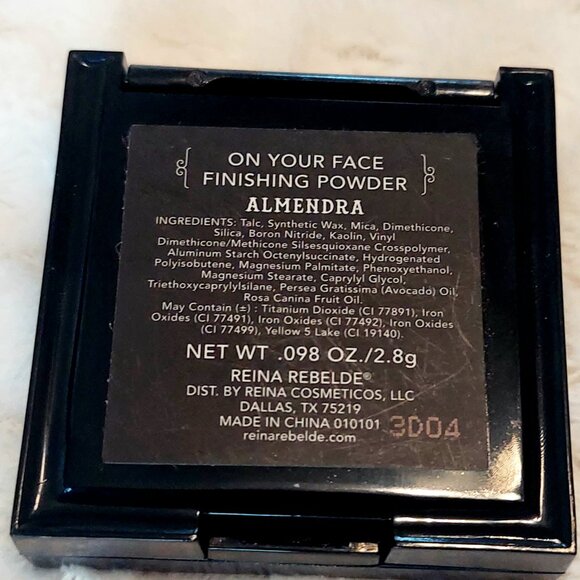 ON YOUR FACE
FINISHING POWDER
ALMENDRA
INGREDIENTS: Talc, Synthetic Wax, Mica, Dimethicone,
Silica, Boron Nitride, Kaolin, Vinyl
Dimethicone/Methicone Silsesquioxane Crosspolymer,
Aluminum Starch Octenylsuccinate, Hydrogenated
Polyisobutene, Magnesium Palmitate, Phenoxyethanol,
Magnesium Stearate, Caprylyl Glycol,
Triethoxycaprylylsilane, Persea Gratissima (Avocado) Oil,
Rosa Canina Fruit Oil.
May Contain (±) : Titanium Dioxide (CI 77891), Iron
Oxides (CI 77491), Iron Oxides (CI 77492), Iron Oxides
(CI 77499), Yellow 5 Lake (CI 19140).
NET WT .098 OZ./2.8g
REINA REBELDE®
DIST. BY REINA COSMETICOS, LLC
DALLAS, TX 75219
MADE IN CHINA 010101 3D04
reinarebelde.com